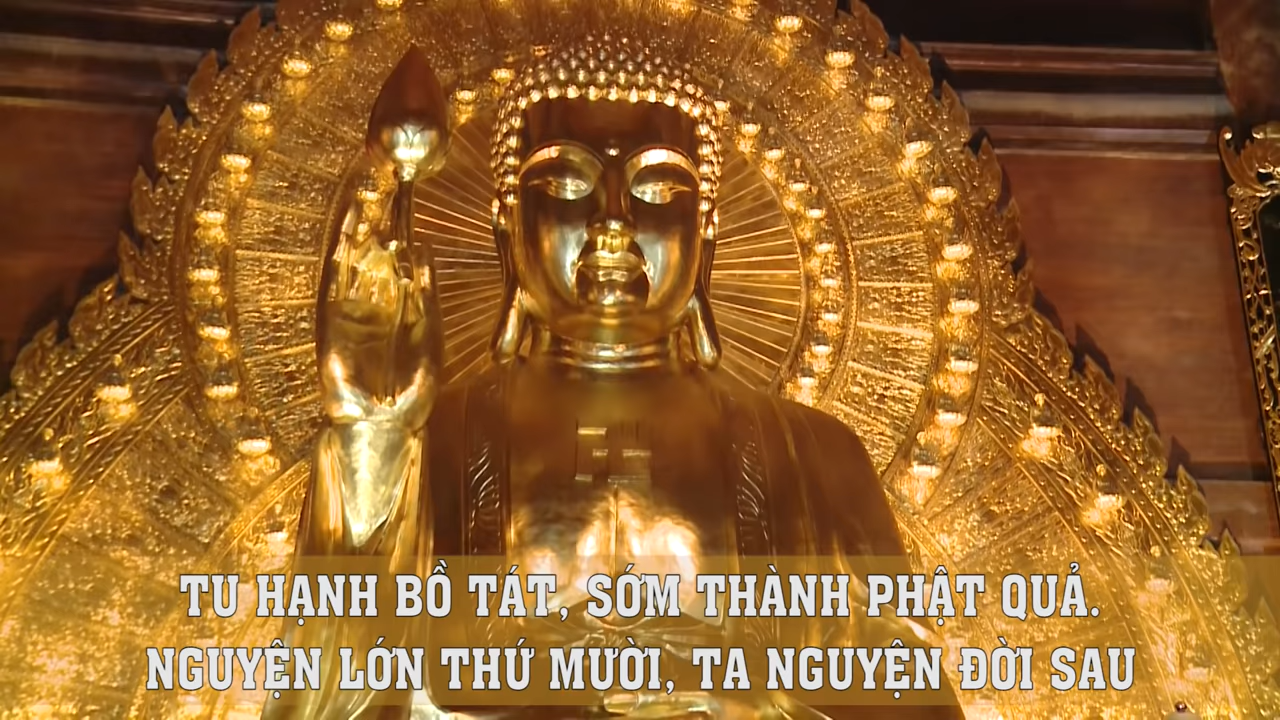 TU HẠNH BỒ TÁT, SỚM THÀNH PHẬT QUẢ.
NGUYỆN LỚN THỨ MƯỜI, TA NGUYỆN ĐỜI SAU